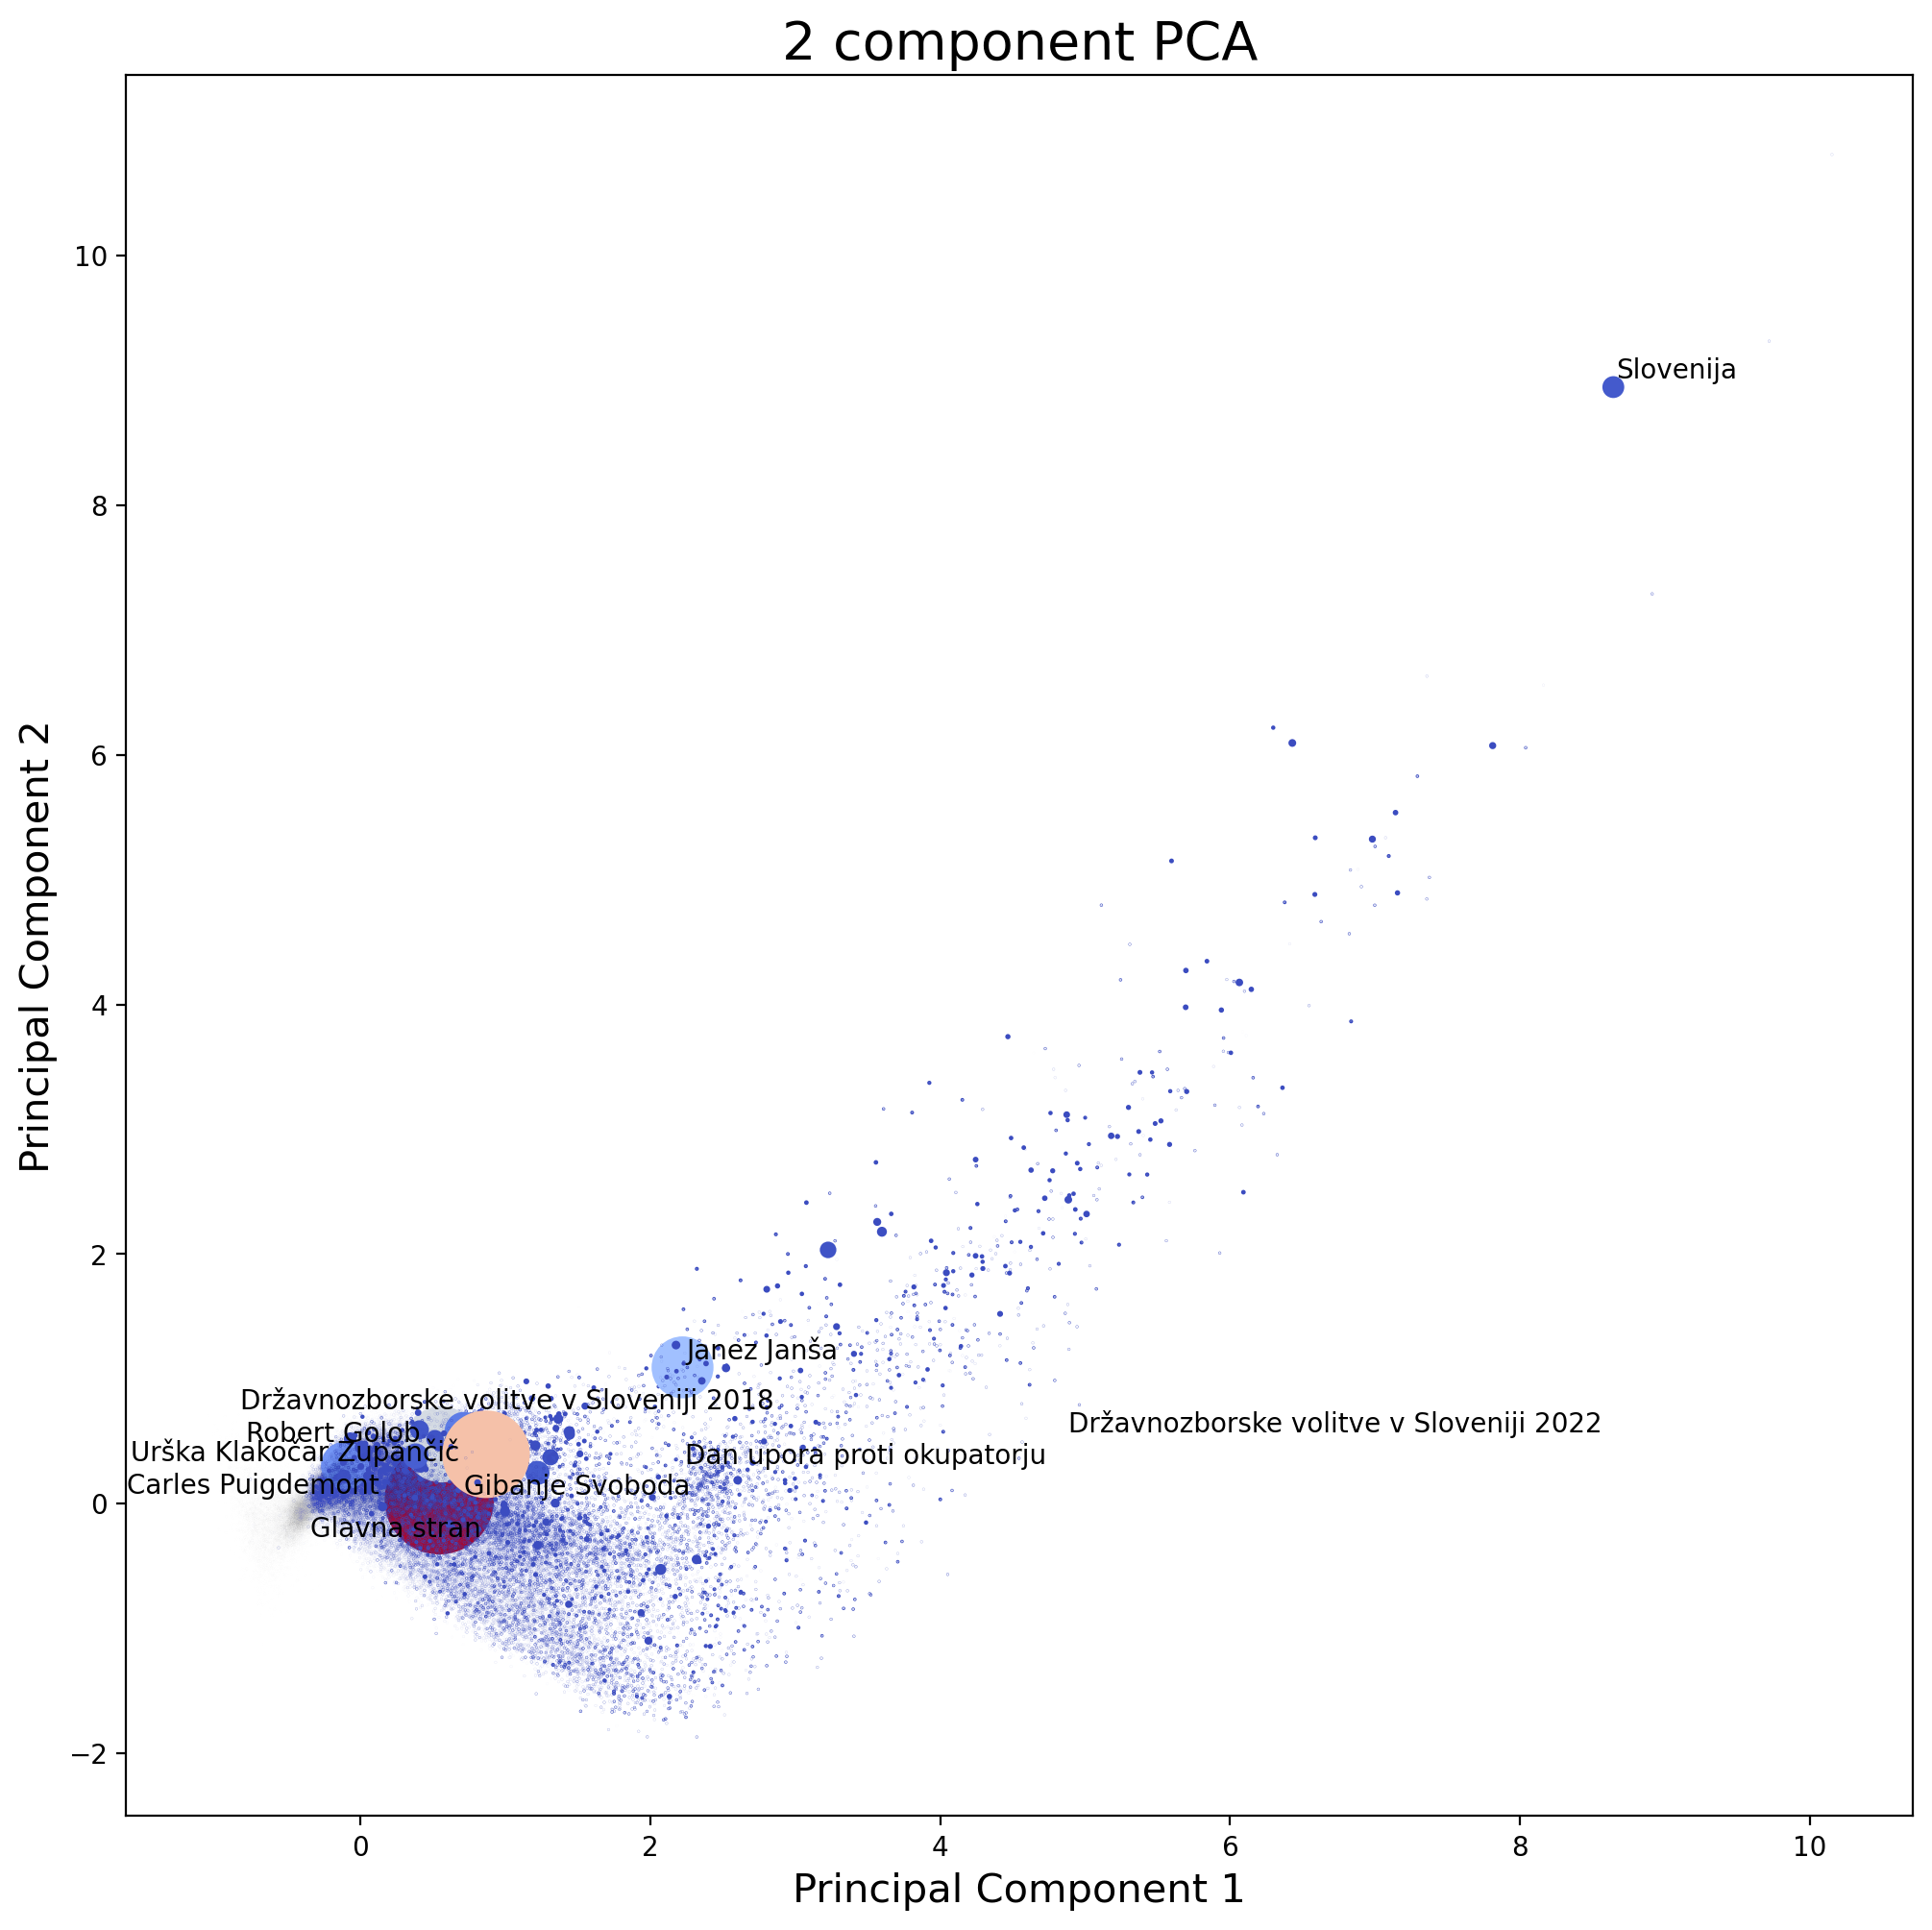 2 component PCA
10
8
6
4
2
0
−2
Principal Component 2
Slovenija
Janez Janša
Državnozborske volitve v Sloveniji 2018
Robert Golob
Državnozborske volitve v Sloveniji 2022
Urška Klakočar Zupančič
Dan upora proti okupatorju
Carles Puigdemont
Gibanje Svoboda
Glavna stran
0
2
4
6
8
10
Principal Component 1